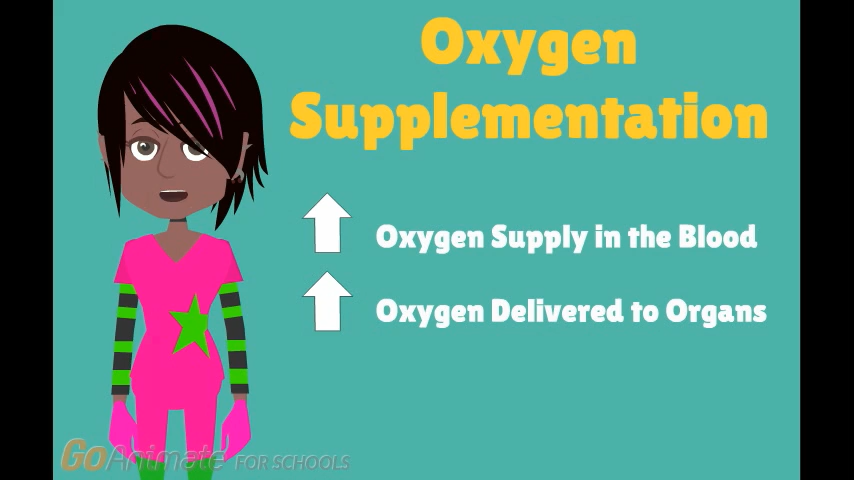 Oxygen
Supplementation
Oxygen Supply in the Blood
Oxygen Delivered to Organs
GoAnimate FOR SCHOOLS